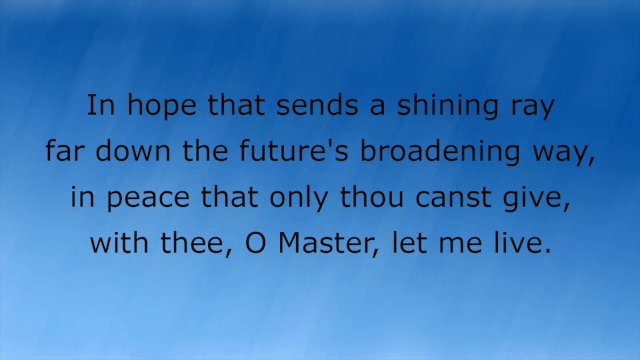 In hope that sends a shining ray
far down the future's broadening way,
in peace that only thou canst give,
with thee, O Master, let me live.